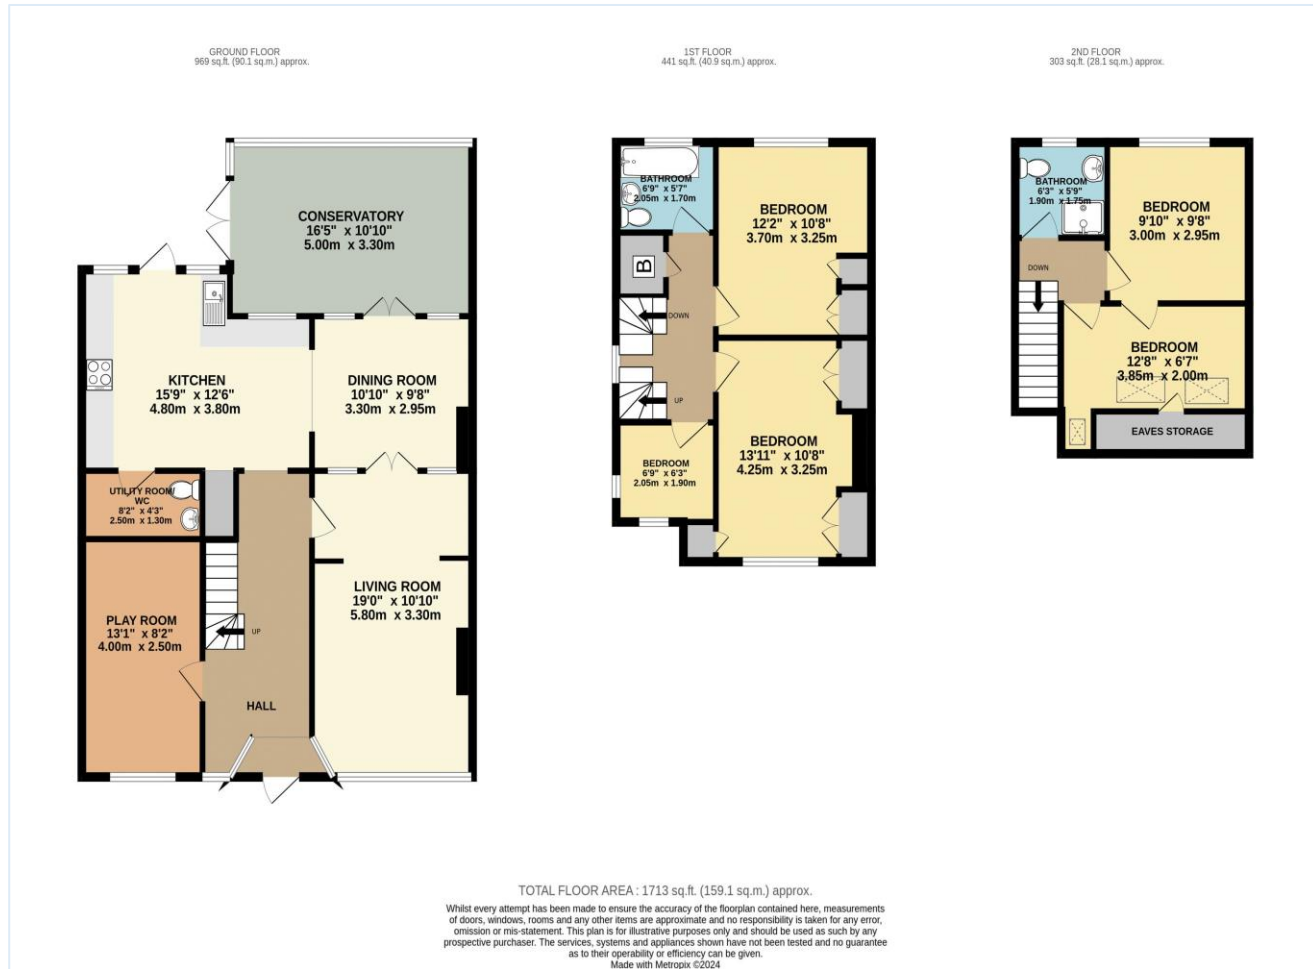 GROUND FLOOR
969 sq.ft. (90.1 sq.m.) approx.
1ST FLOOR
441 sq.ft. (40.9 sq.m.) approx.
2ND FLOOR
303 sq.ft. (28.1 sq.m.) approx.
CONSERVATORY
16'5" x 10'10"
5.00m x 3.30m
KITCHEN
15'9" x 12'6"
4.80m x 3.80m
DINING ROOM
10'10" x 9'8"
3.30m x 2.95m
UTILITY ROOM/
WC
8'2" x 4'3"
2.50m x 1.30m
PLAY ROOM
13'1" x 8'2"
4.00m x 2.50m
UP
HALL
LIVING ROOM
19'0" x 10'10"
5.80m x 3.30m
BATHROOM
6'9" x 5'7"
2.05m x 1.70m
BEDROOM
12'2" x 10'8"
3.70m x 3.25m
B
DOWN
UP
BEDROOM
6'9" x 6'3"
2.05m x 1.90m
BEDROOM
13'11" x 10'8"
4.25m x 3.25m
BATHROOM
6'3" x 5'9"
1.90m x 1.75m
BEDROOM
9'10" x 9'8"
3.00m x 2.95m
DOWN
BEDROOM
12'8" x 6'7"
3.85m x 2.00m
EAVES STORAGE
TOTAL FLOOR AREA : 1713 sq.ft. (159.1 sq.m.) approx.
Whilst every attempt has been made to ensure the accuracy of the floorplan contained here, measurements
of doors, windows, rooms and any other items are approximate and no responsibility is taken for any error,
omission or mis-statement. This plan is for illustrative purposes only and should be used as such by any
prospective purchaser. The services, systems and appliances shown have not been tested and no guarantee
as to their operability or efficiency can be given.
Made with Metropix ©2024